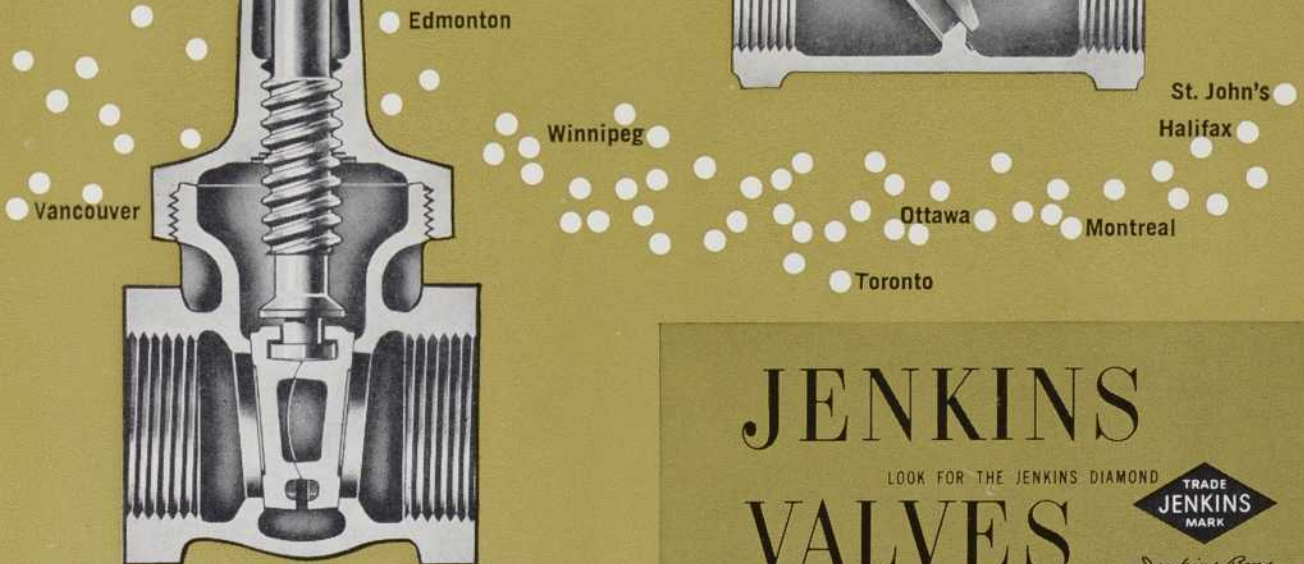 Edmonton
St. John's
Halifax
Winnipeg
Vancouver
Ottawa
Montreal
Toronto
JENKINS
LOOK FOR THE JENKINS DIAMOND
VALVES
TRADE
JENKINS
MARK